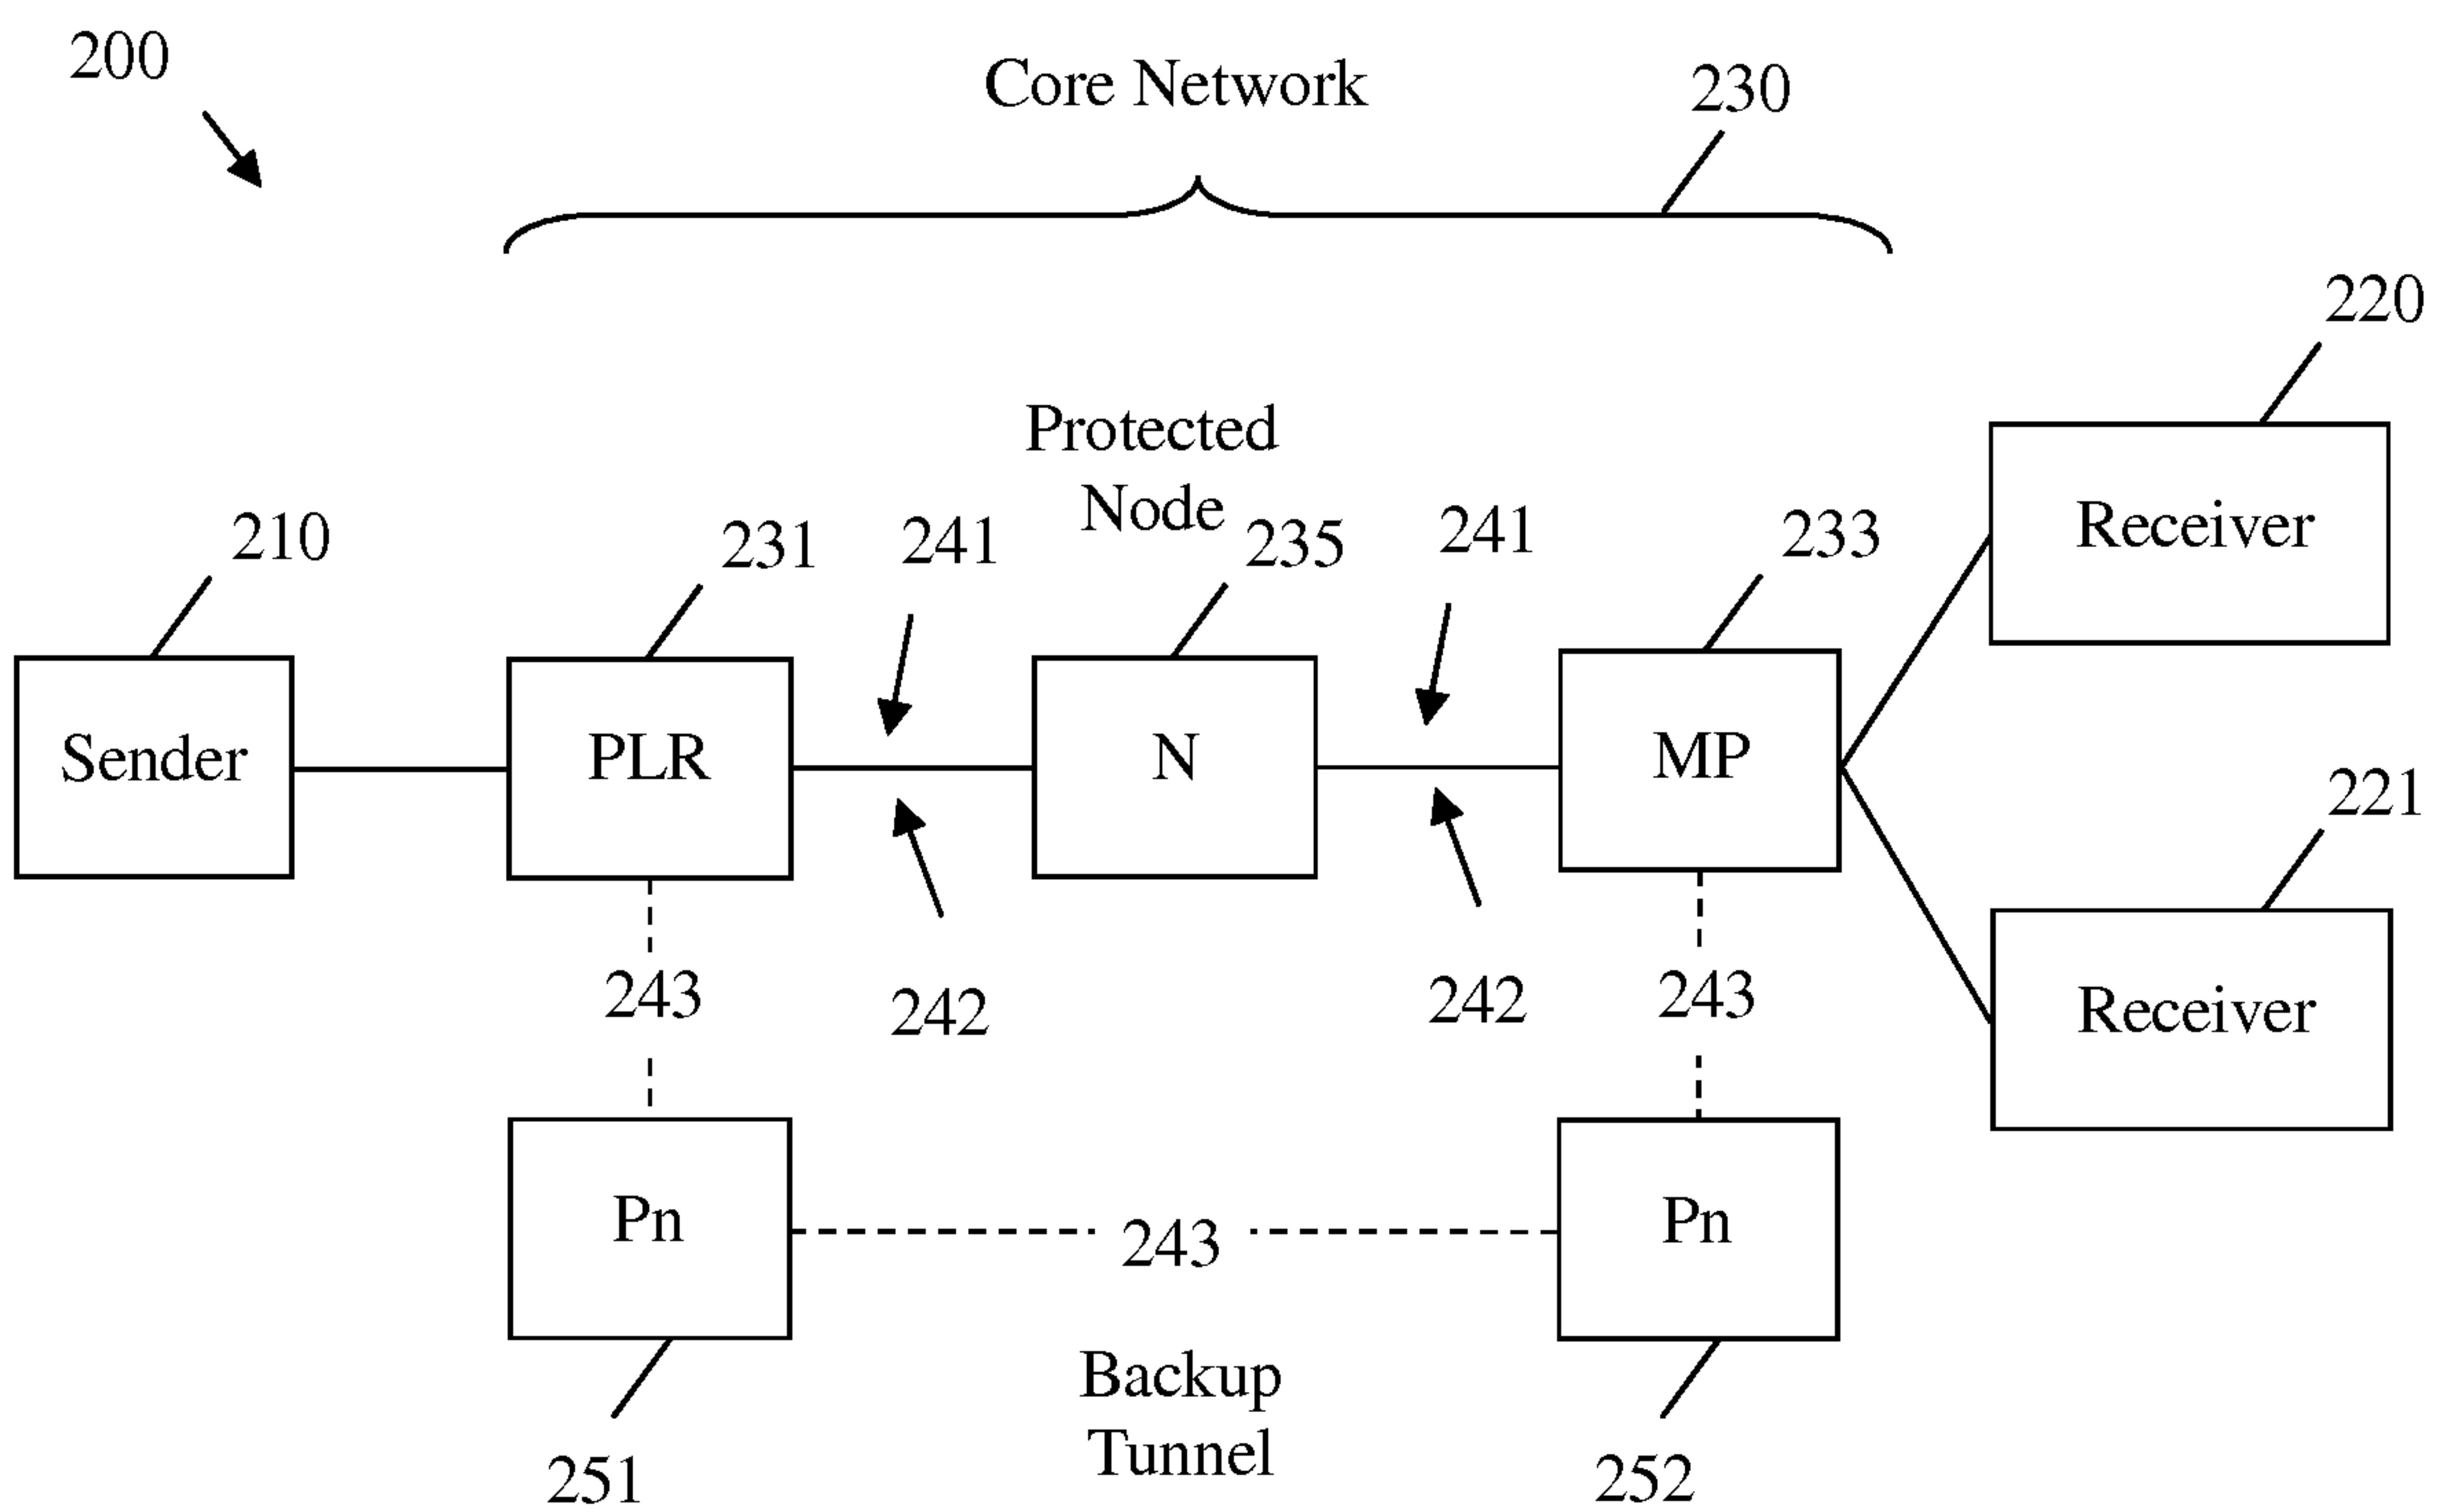 200
Core Network
230
220
Protected
Node
210
231
241
235
241
233
Receiver
Sender
PLR
N
MP
221
243
242
242
243
Receiver
Pn
243
Pn
Backup
Tunnel
251
252